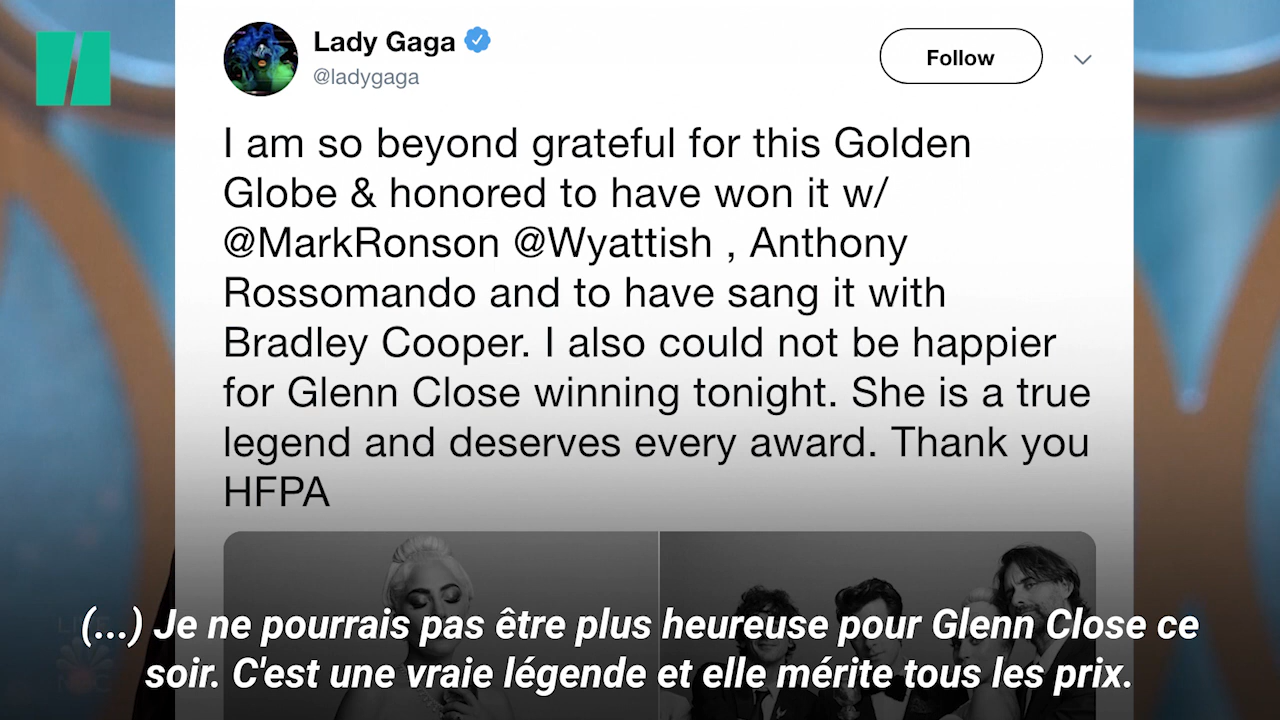 Lady Gaga
@ladygaga
Follow
I am so beyond grateful for this Golden
Globe & honored to have won it w/
@MarkRonson @Wyattish , Anthony
Rossomando and to have sang it with
Bradley Cooper. I also could not be happier
for Glenn Close winning tonight. She is a true
legend and deserves every award. Thank you
HFPA
(...) Je ne pourrais pas être plus heureuse pour Glenn Close ce
soir. C'est une vraie légende et elle mérite tous les prix.